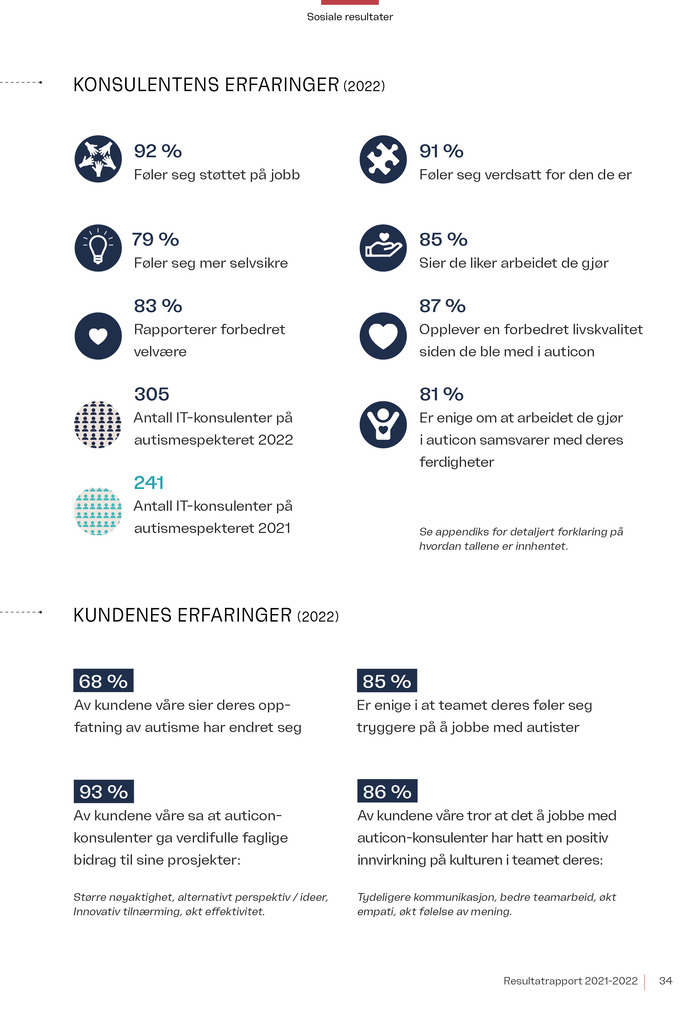 Sosiale resultater
KONSULENTENS ERFARINGER (2022)
92 %
Føler seg støttet på jobb
91 %
Føler seg verdsatt for den de er
79 %
Føler seg mer selvsikre
85 %
Sier de liker arbeidet de gjør
83 %
Rapporterer forbedret
velvære
87 %
Opplever en forbedret livskvalitet
siden de ble med i auticon
305
Antall IT-konsulenter på
autismespekteret 2022
81 %
Er enige om at arbeidet de gjør
i auticon samsvarer med deres
ferdigheter
241
Antall IT-konsulenter på
autismespekteret 2021
Se appendiks for detaljert forklaring på
hvordan tallene er innhentet.
KUNDENES ERFARINGER (2022)
68 %
Av kundene våre sier deres opp-
fatning av autisme har endret seg
85 %
Er enige i at teamet deres føler seg
tryggere på å jobbe med autister
93 %
Av kundene våre sa at auticon-
konsulenter ga verdifulle faglige
bidrag til sine prosjekter:
Større nøyaktighet, alternativt perspektiv / ideer,
Innovativ tilnærming, økt effektivitet.
86 %
Av kundene våre tror at det å jobbe med
auticon-konsulenter har hatt en positiv
innvirkning på kulturen i teamet deres:
Tydeligere kommunikasjon, bedre teamarbeid, økt
empati, økt følelse av mening.
Resultatrapport 2021-2022 34